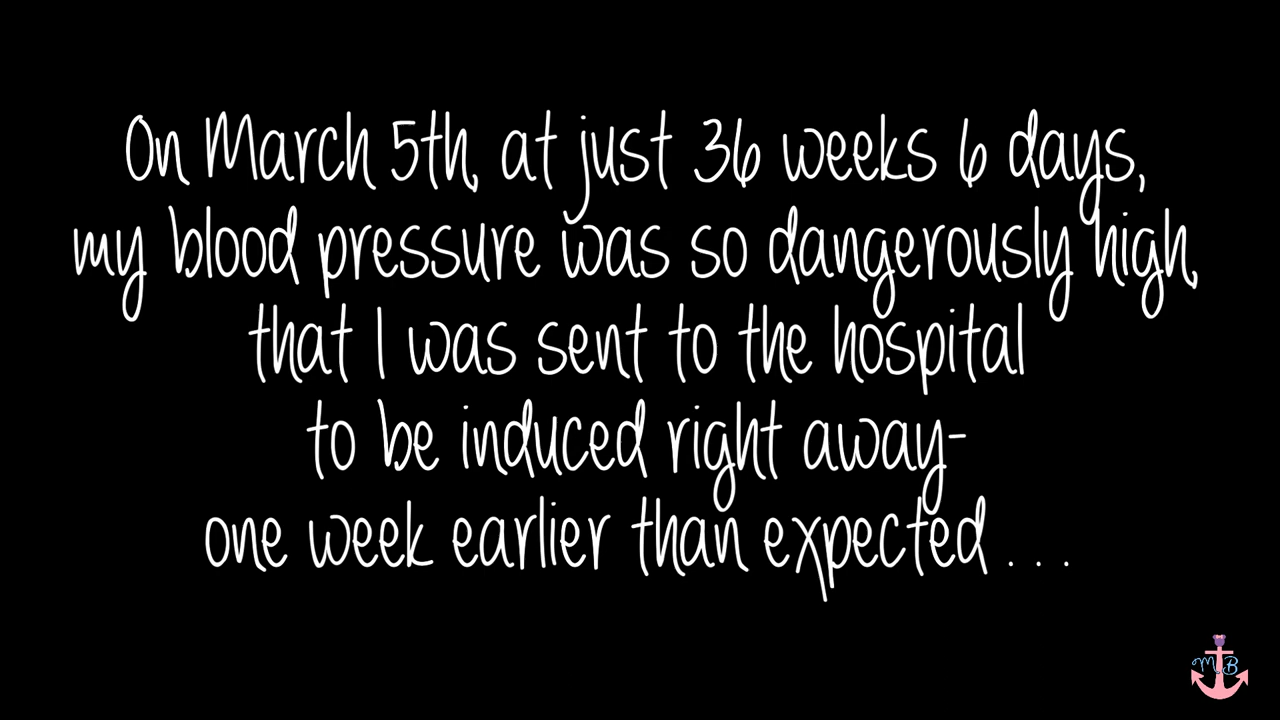 On March 5th, at just 36 weeks 6 days,
my blood pressure was so dangerously high,
that I was sent to the hospital
to be induced right away-
one week earlier than expected . . .
MB